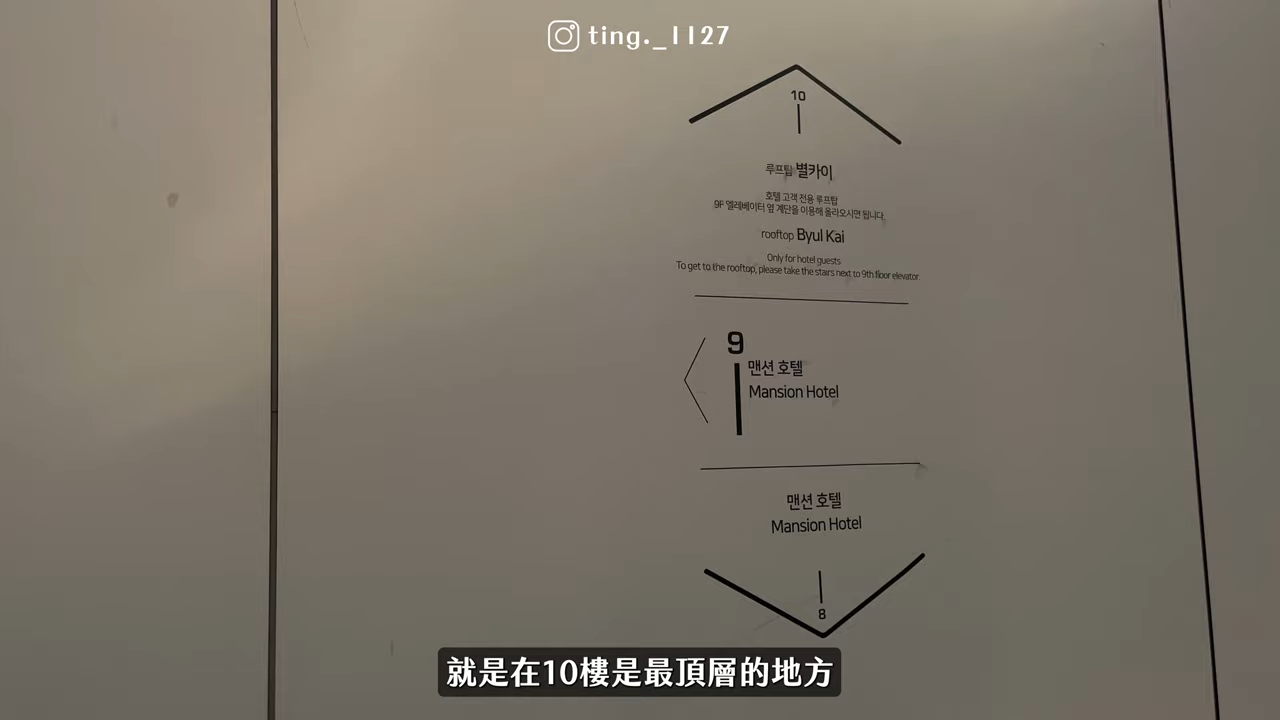 ting._1127
10
루프탑 별카이
호텔 고객 전용 루프탑
9F 엘레베이터 옆 계단을 이용해 올라오시면 됩니다.
rooftop Byul Kai
Only for hotel guests
To get to the rooftop, please take the stairs next to 9th floor elevator.
9
맨션 호텔
Mansion Hotel
맨션 호텔
Mansion Hotel
8
就是在10樓是最頂層的地方